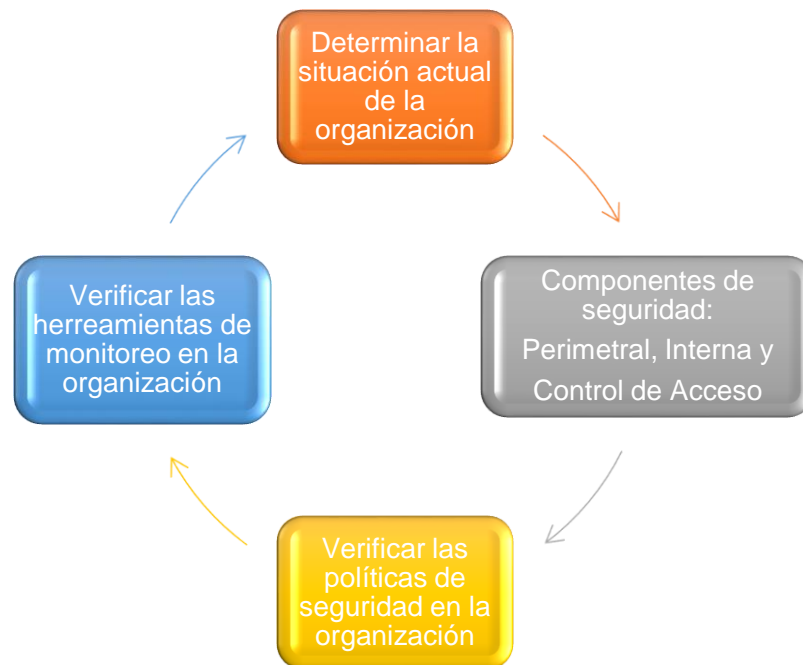 Determinar la
situación actual
de la
organización
Componentes de
seguridad:
Perimetral, Interna y
Control de Acceso
Verificar las
políticas de
seguridad en la
organización
Verificar las
herreamientas de
monitoreo en la
organización